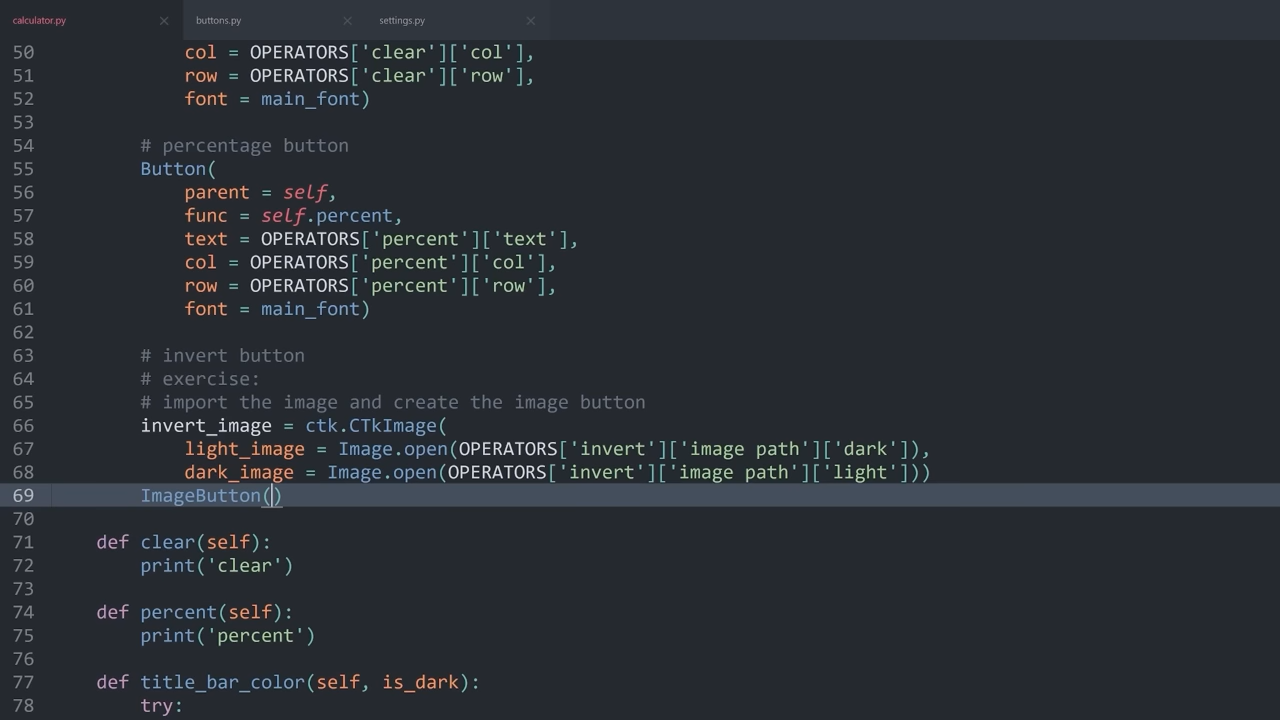 calculator.py buttons.py settings.py
50 col = OPERATORS['clear']['col'],
51 row = OPERATORS['clear']['row'],
52 font = main_font)
53
54 # percentage button
55 Button(
56 parent = self,
57 func = self.percent,
58 text = OPERATORS['percent']['text'],
59 col = OPERATORS['percent']['col'],
60 row = OPERATORS['percent']['row'],
61 font = main_font)
62
63 # invert button
64 # exercise:
65 # import the image and create the image button
66 invert_image = ctk.CTkImage(
67 light_image = Image.open(OPERATORS['invert']['image path']['dark']),
68 dark_image = Image.open(OPERATORS['invert']['image path']['light']))
69 ImageButton()
70
71 def clear(self):
72 print('clear')
73
74 def percent(self):
75 print('percent')
76
77 def title_bar_color(self, is_dark):
78 try: